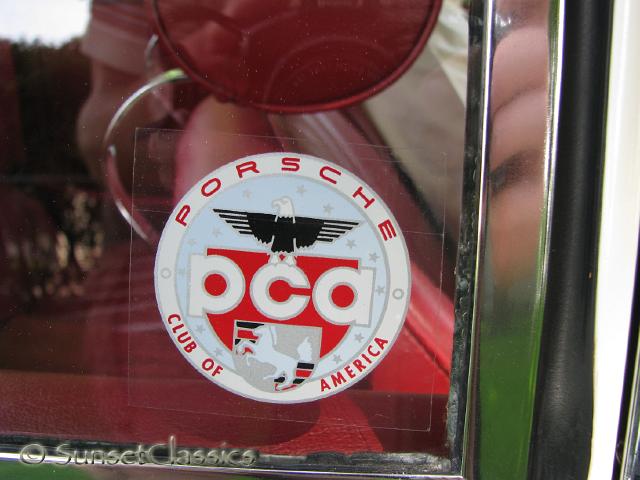 PORSCHE
pca
CLUB OF AMERICA
© SunsetClassics